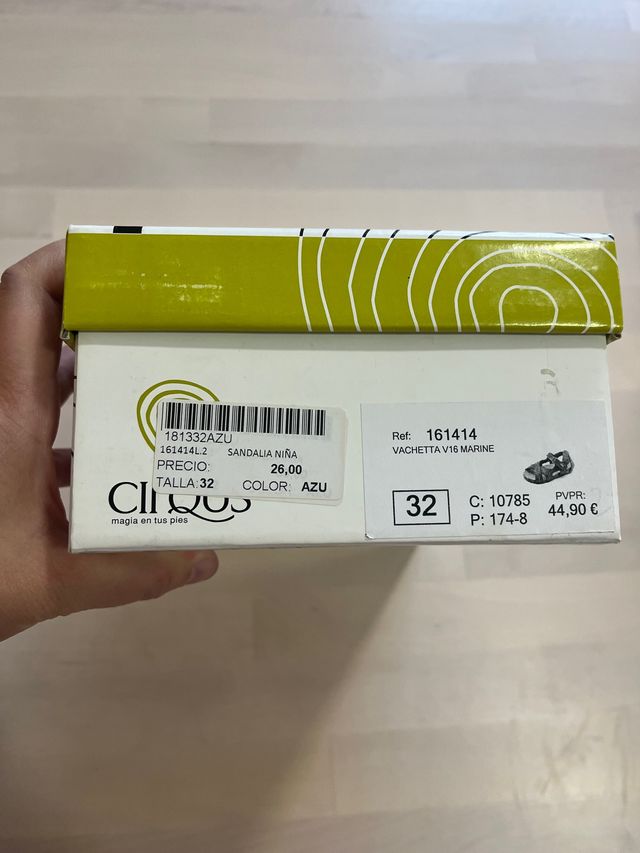 181332AZU
161414L.2 SANDALIA NIÑA
PRECIO: 26,00
TALLA: 32 COLOR: AZU
magia en tus pies
Ref: 161414
VACHETTA V16 MARINE
32
C: 10785
P: 174-8
PVPR:
44,90 €